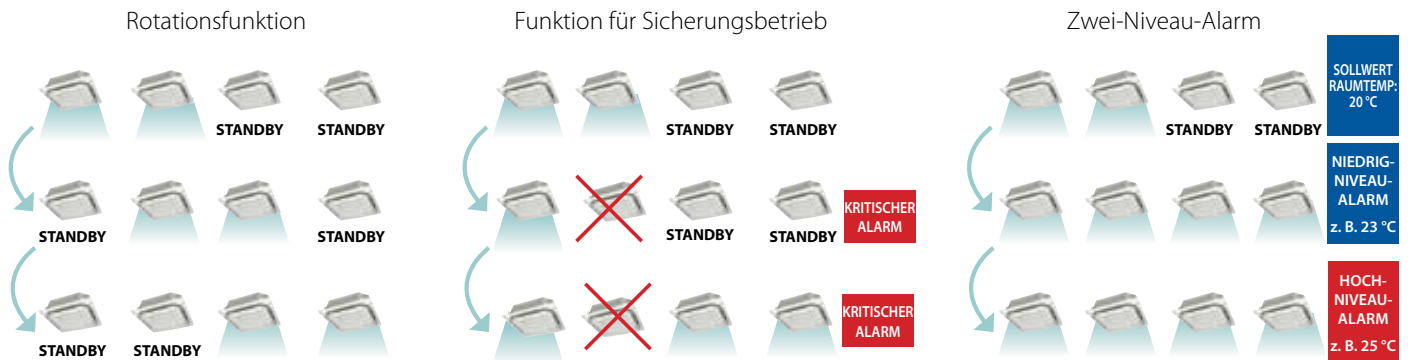 Rotationsfunktion
STANDBY STANDBY
STANDBY STANDBY
STANDBY STANDBY
Funktion für Sicherungsbetrieb
STANDBY STANDBY
STANDBY STANDBY
KRITISCHER
ALARM
KRITISCHER
ALARM
Zwei-Niveau-Alarm
STANDBY STANDBY
SOLLWERT
RAUMTEMP:
20 °C
NIEDRIG-
NIVEAU-
ALARM
z. B. 23 °C
HOCH-
NIVEAU-
ALARM
z. B. 25 °C